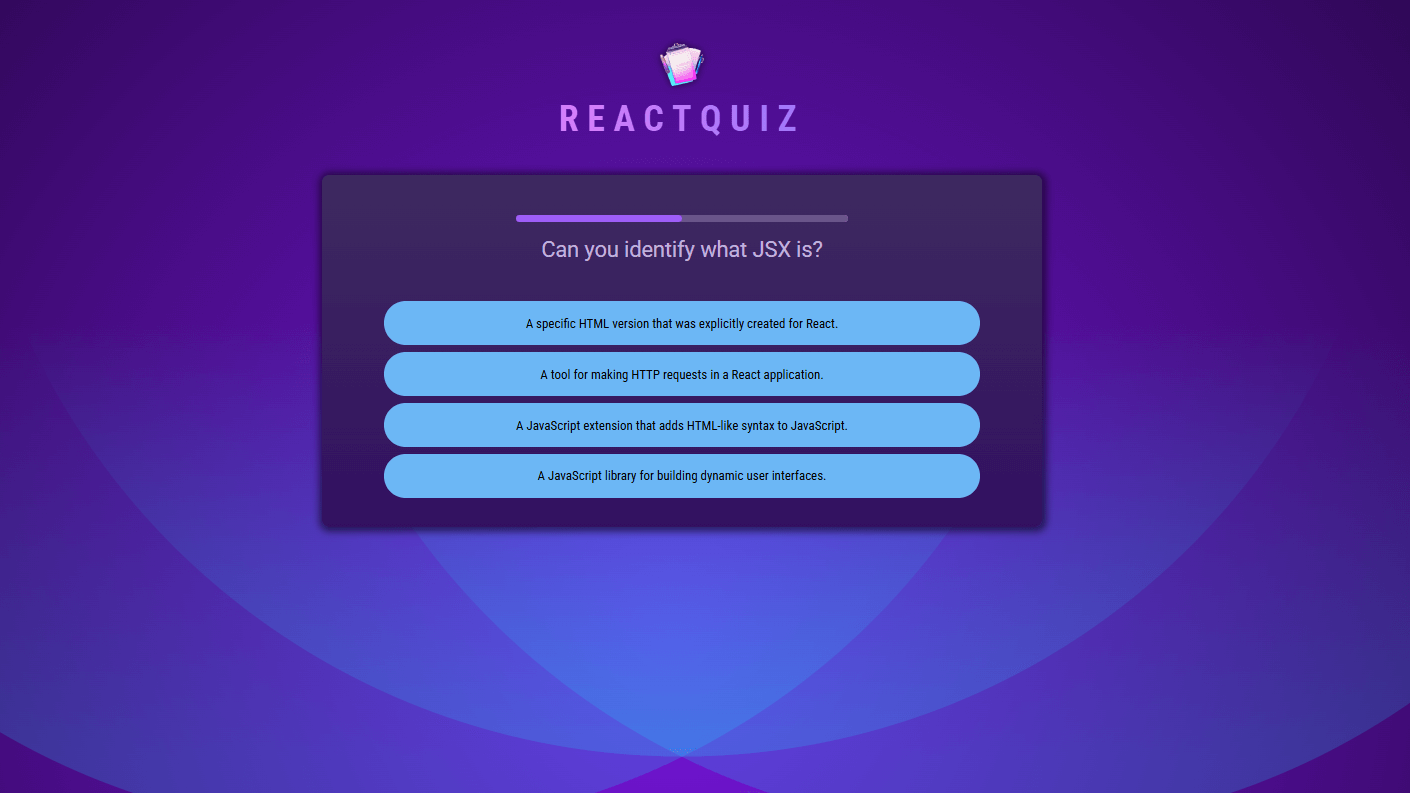 REACTQUIZ
Can you identify what JSX is?
A specific HTML version that was explicitly created for React.
A tool for making HTTP requests in a React application.
A JavaScript extension that adds HTML-like syntax to JavaScript.
A JavaScript library for building dynamic user interfaces.